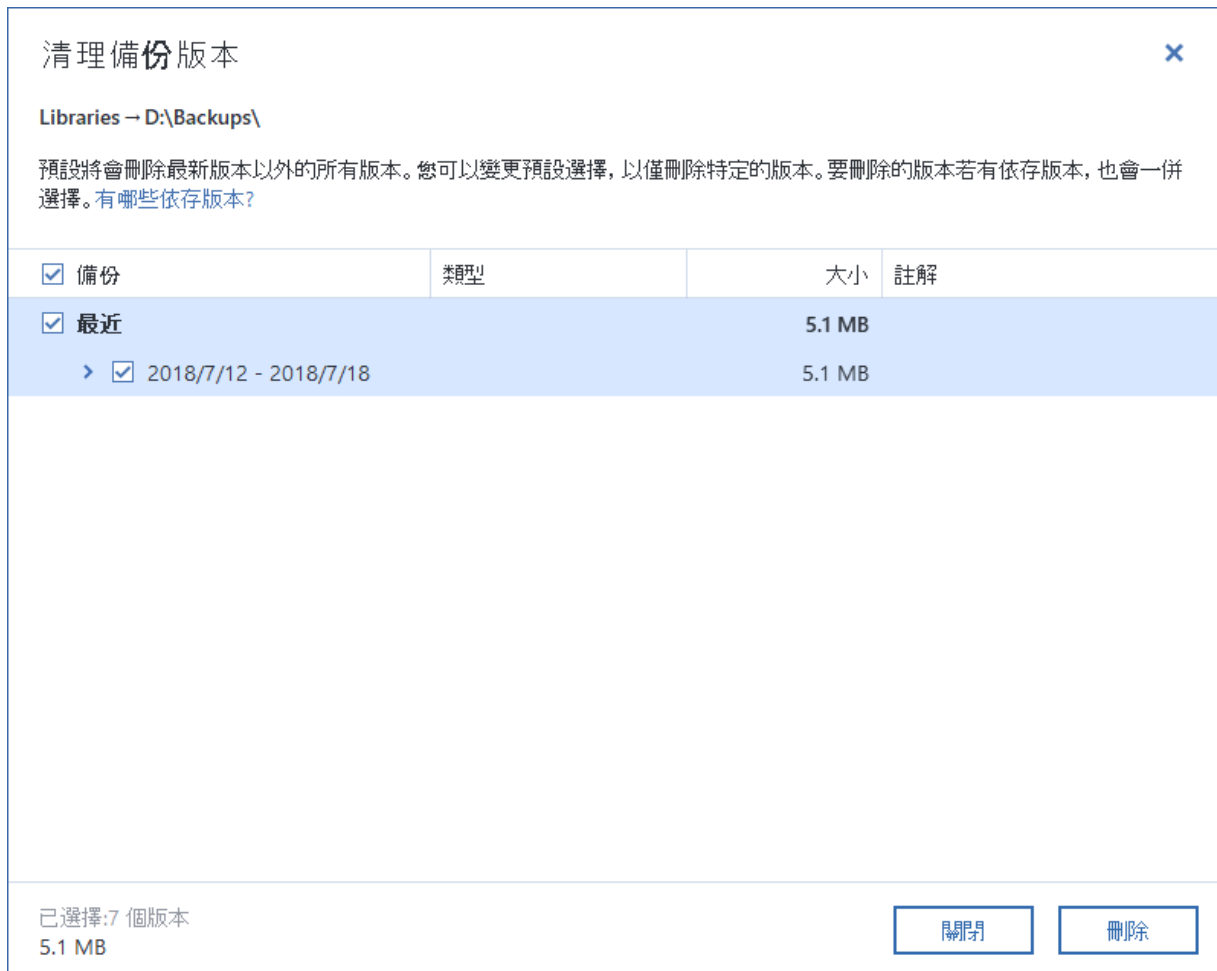 清理備份版本
Libraries → D:\Backups\
預設將會刪除最新版本以外的所有版本。您可以變更預設選擇，以僅刪除特定的版本。要刪除的版本若有依存版本，也會一併
選擇。有哪些依存版本?
備份 類型 大小 註解
最近 5.1 MB
2018/7/12 - 2018/7/18 5.1 MB
已選擇:7 個版本
5.1 MB
關閉 刪除